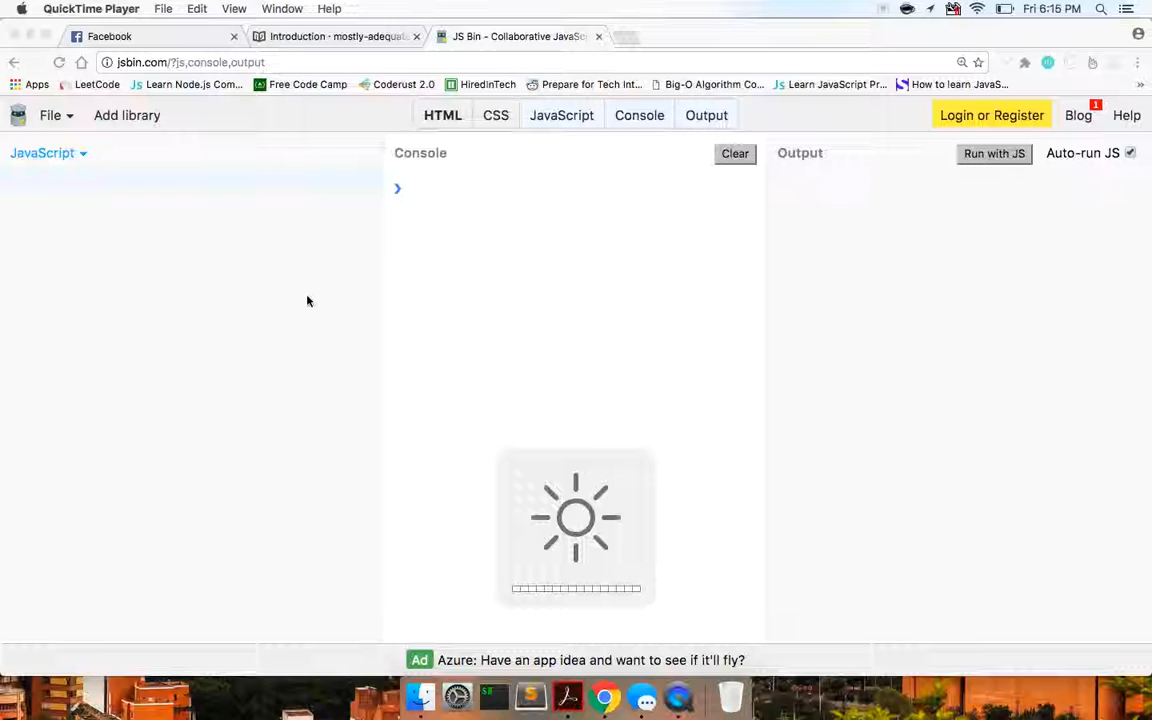 QuickTime Player File Edit View Window Help Fri 6:15 PM
Facebook Introduction · mostly-adequat JS Bin - Collaborative JavaSc
jsbin.com/?js,console,output
Apps LeetCode Learn Node.js Com... Free Code Camp Coderust 2.0 HiredInTech Prepare for Tech Int... Big-O Algorithm Co... Learn JavaScript Pr... How to learn JavaS...
File Add library HTML CSS JavaScript Console Output Login or Register Blog 1 Help
JavaScript Console Clear Output Run with JS Auto-run JS
Ad Azure: Have an app idea and want to see if it'll fly?